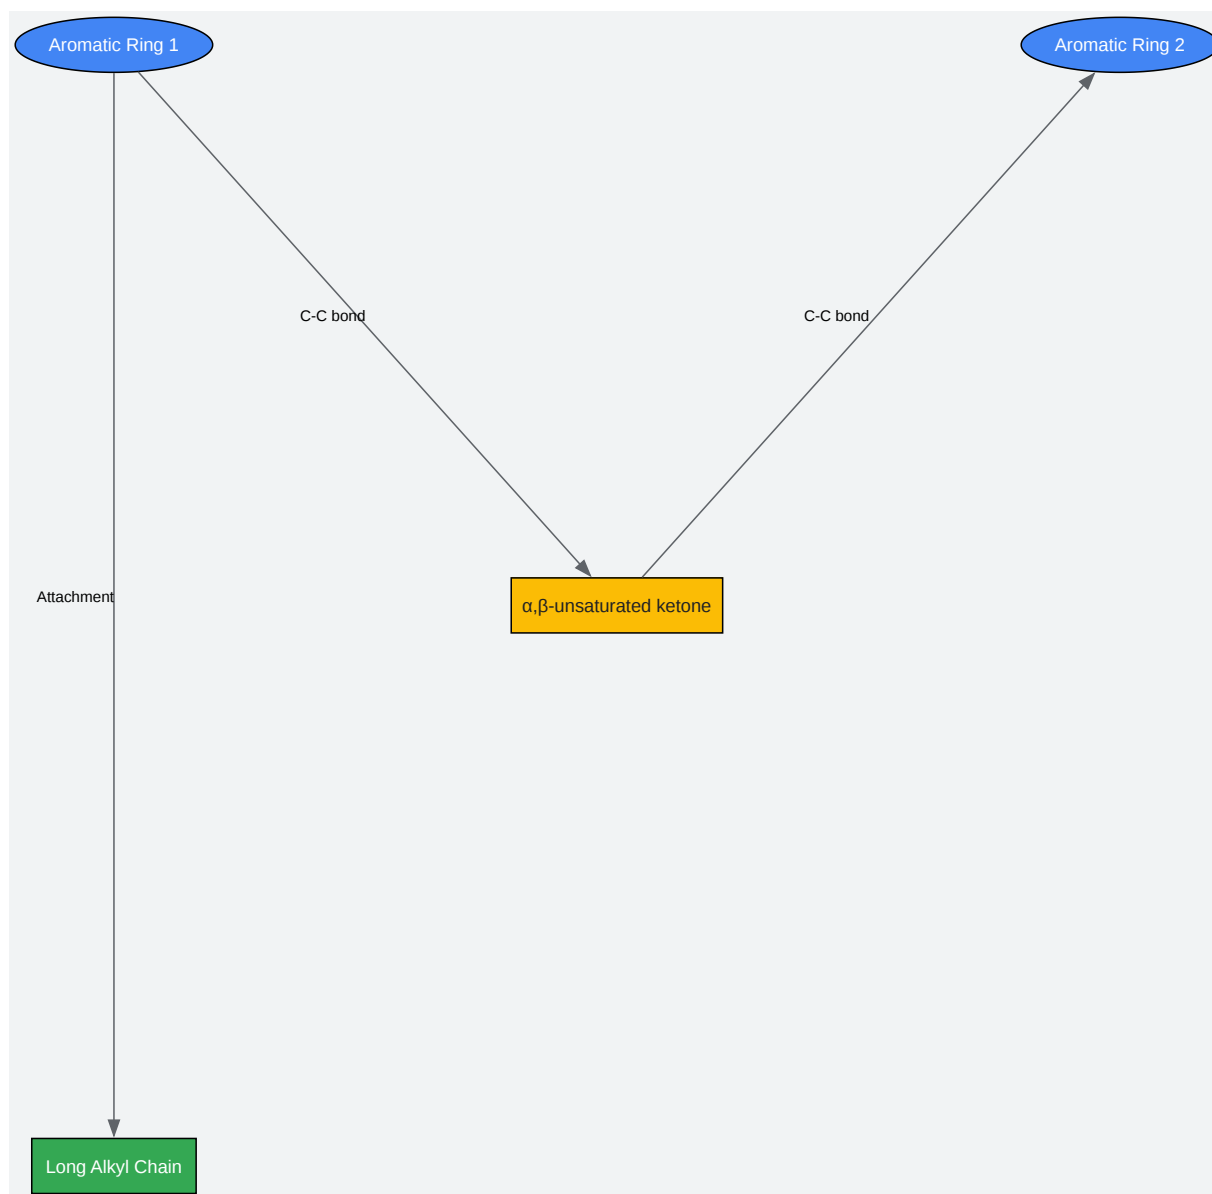 Aromatic Ring 1
Aromatic Ring 2
C-C bond
C-C bond
Attachment
α,β-unsaturated ketone
Long Alkyl Chain